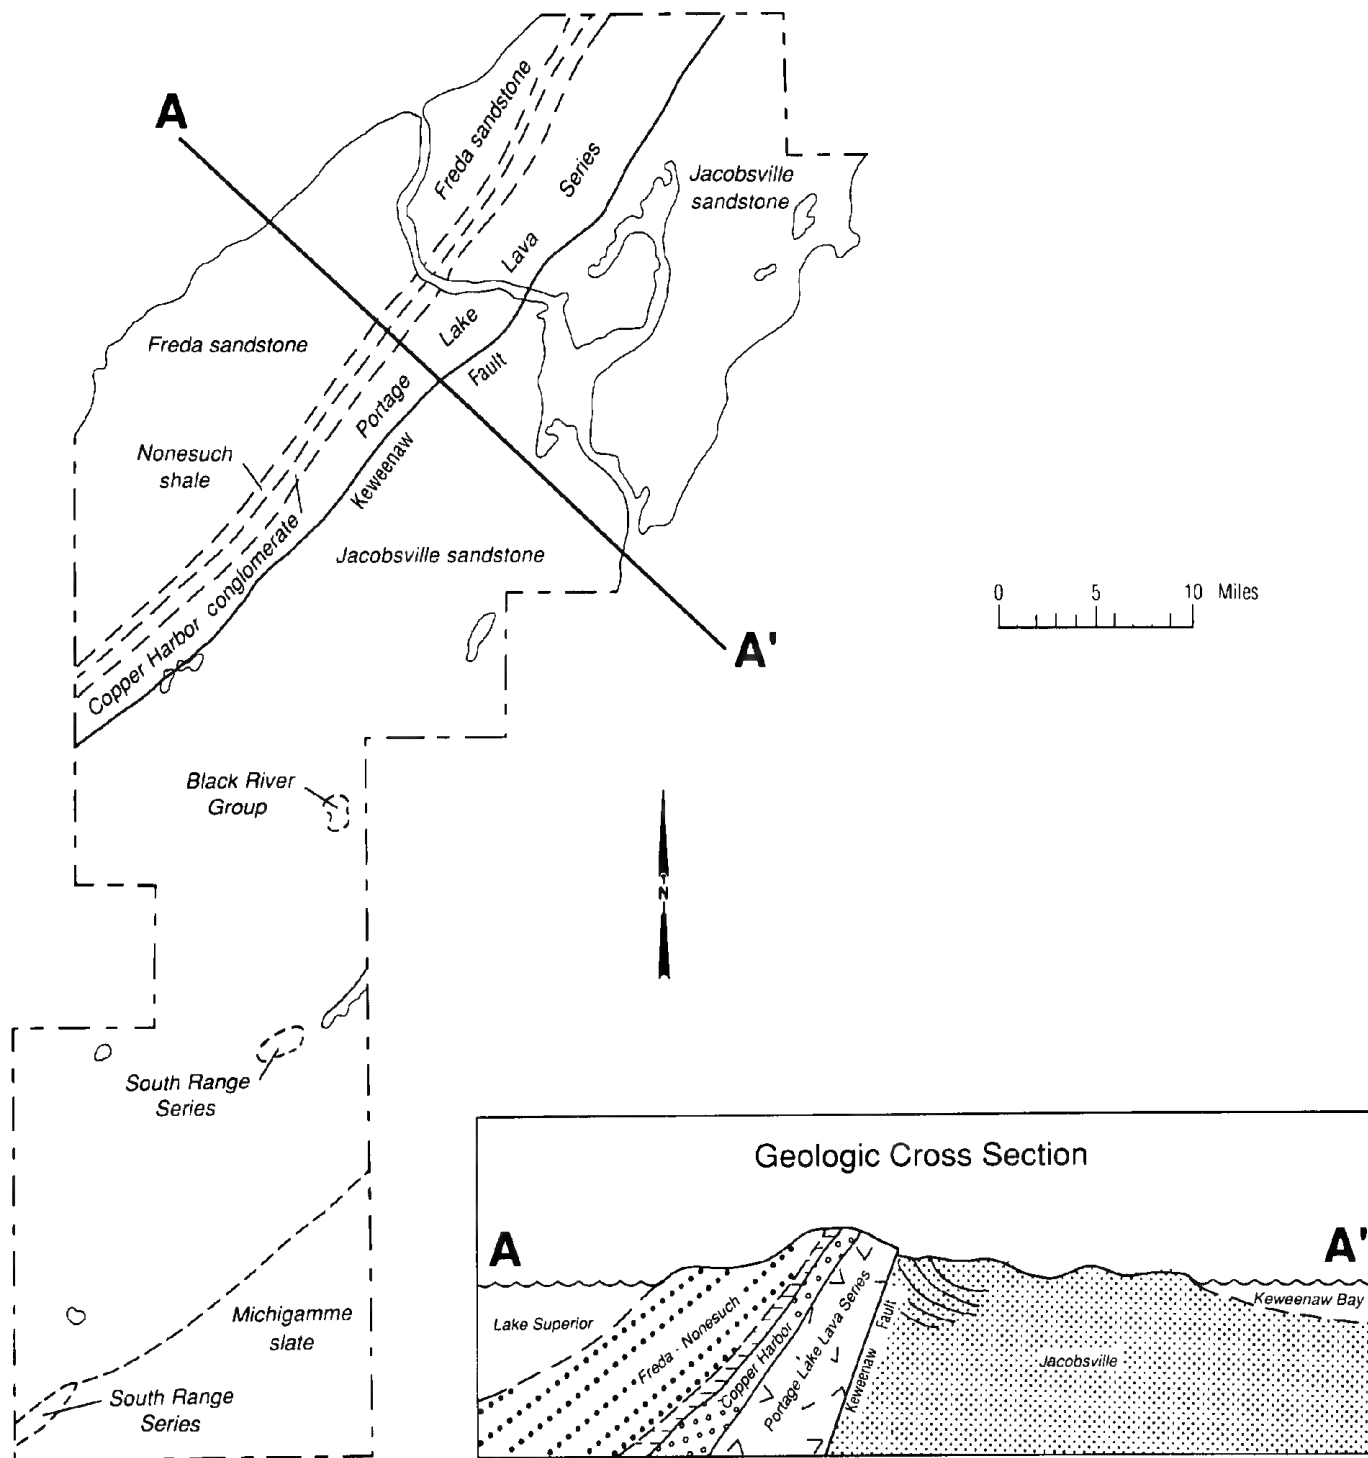 A
Freda sandstone
Series
Jacobsville
sandstone
Lava
Lake
Freda sandstone
Fault
Portage
Nonesuch
shale
Keweenaw
Copper Harbor conglomerate
Jacobsville sandstone
0 5 10 Miles
A'
Black River
Group
N
South Range
Series
Michigamme
slate
South Range
Series
Geologic Cross Section
A
A'
Lake Superior
Freda - Nonesuch
Copper Harbor
Portage Lake Lava Series
Keweenaw Fault
Jacobsville
Keweenaw Bay